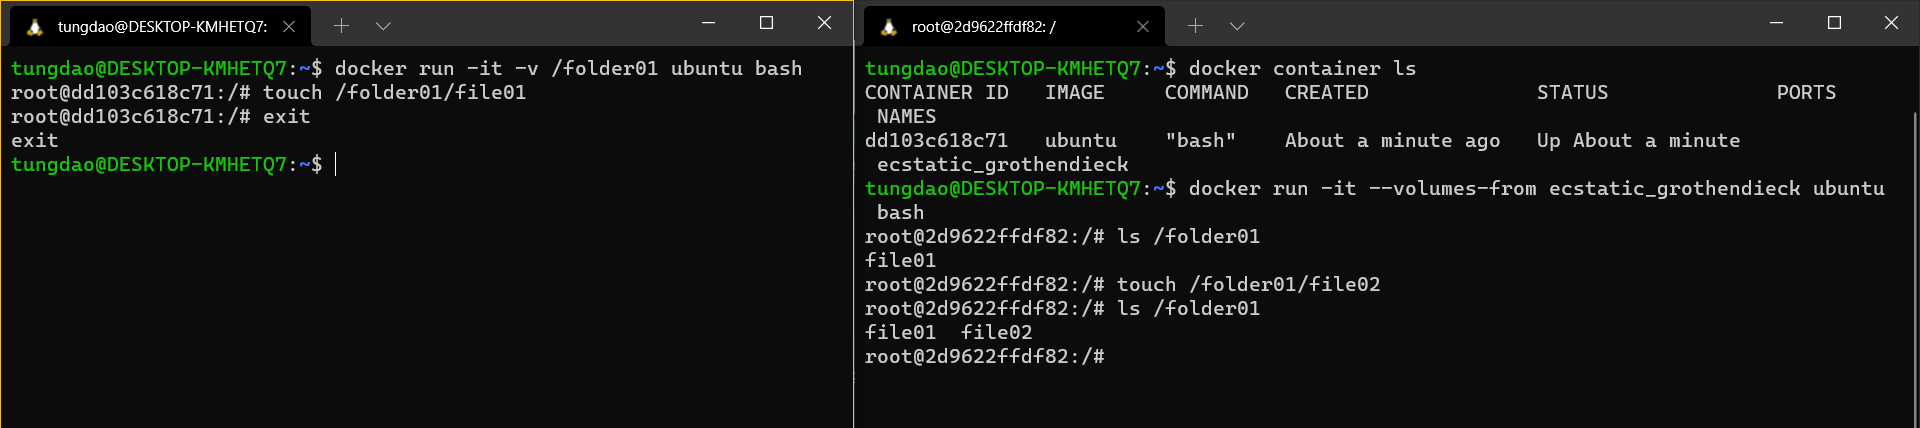 tungdao@DESKTOP-KMHETQ7:
tungdao@DESKTOP-KMHETQ7:~$ docker run -it -v /folder01 ubuntu bash
root@dd103c618c71:/# touch /folder01/file01
root@dd103c618c71:/# exit
exit
tungdao@DESKTOP-KMHETQ7:~$
root@2d9622ffdf82: /
tungdao@DESKTOP-KMHETQ7:~$ docker container ls
CONTAINER ID   IMAGE     COMMAND   CREATED              STATUS              PORTS
 NAMES
dd103c618c71   ubuntu    "bash"    About a minute ago   Up About a minute
 ecstatic_grothendieck
tungdao@DESKTOP-KMHETQ7:~$ docker run -it --volumes-from ecstatic_grothendieck ubuntu
 bash
root@2d9622ffdf82:/# ls /folder01
file01
root@2d9622ffdf82:/# touch /folder01/file02
root@2d9622ffdf82:/# ls /folder01
file01  file02
root@2d9622ffdf82:/#